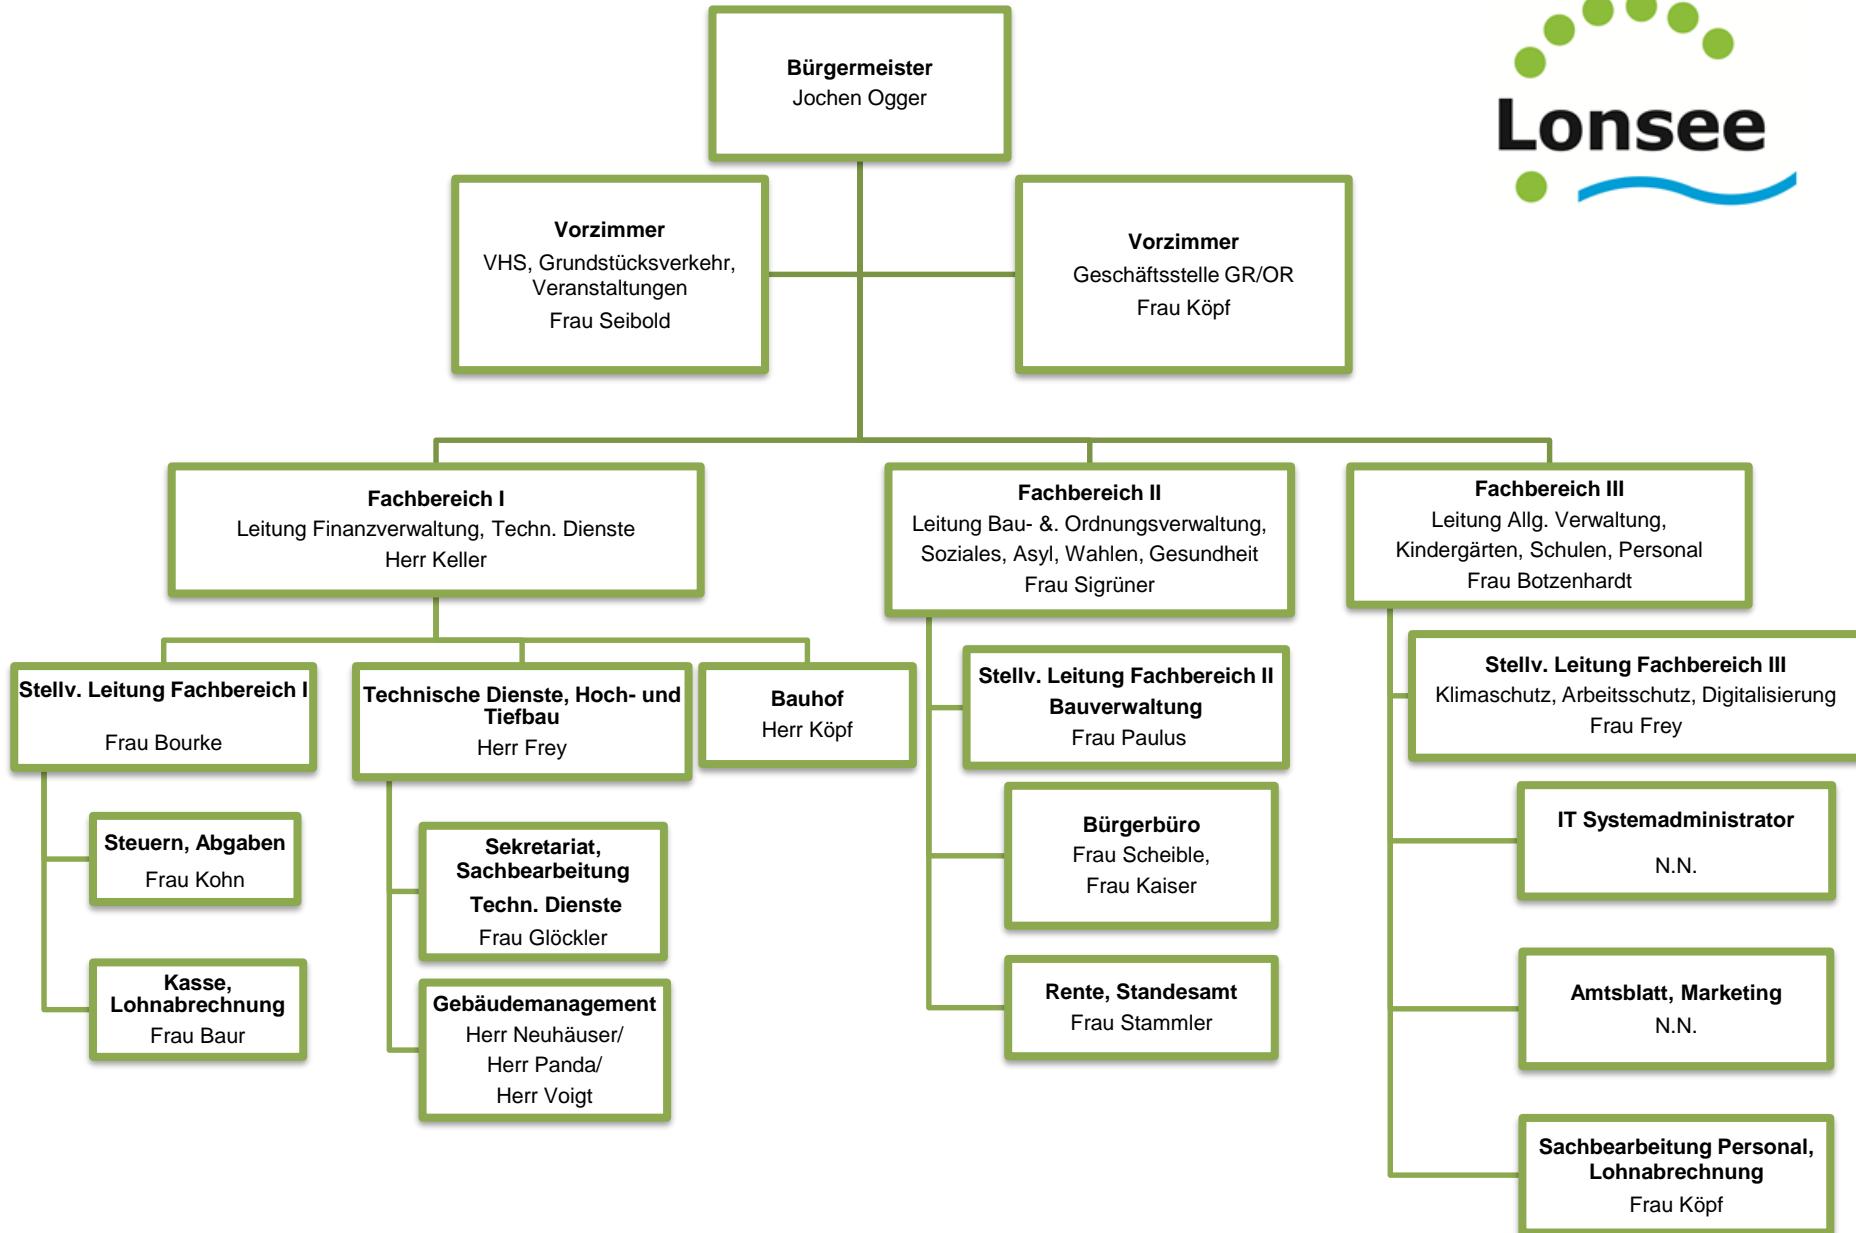 Bürgermeister
Jochen Ogger
Lonsee
Vorzimmer
VHS, Grundstücksverkehr,
Veranstaltungen
Frau Seibold
Vorzimmer
Geschäftsstelle GR/OR
Frau Köpf
Fachbereich I
Leitung Finanzverwaltung, Techn. Dienste
Herr Keller
Fachbereich II
Leitung Bau- &. Ordnungsverwaltung,
Soziales, Asyl, Wahlen, Gesundheit
Frau Sigrüner
Fachbereich III
Leitung Allg. Verwaltung,
Kindergärten, Schulen, Personal
Frau Botzenhardt
Stellv. Leitung Fachbereich I
Frau Bourke
Steuern, Abgaben
Frau Kohn
Kasse,
Lohnabrechnung
Frau Baur
Technische Dienste, Hoch- und
Tiefbau
Herr Frey
Sekretariat,
Sachbearbeitung
Techn. Dienste
Frau Glöckler
Gebäudemanagement
Herr Neuhäuser/
Herr Panda/
Herr Voigt
Bauhof
Herr Köpf
Stellv. Leitung Fachbereich II
Bauverwaltung
Frau Paulus
Bürgerbüro
Frau Scheible,
Frau Kaiser
Rente, Standesamt
Frau Stammler
Stellv. Leitung Fachbereich III
Klimaschutz, Arbeitsschutz, Digitalisierung
Frau Frey
IT Systemadministrator
N.N.
Amtsblatt, Marketing
N.N.
Sachbearbeitung Personal,
Lohnabrechnung
Frau Köpf